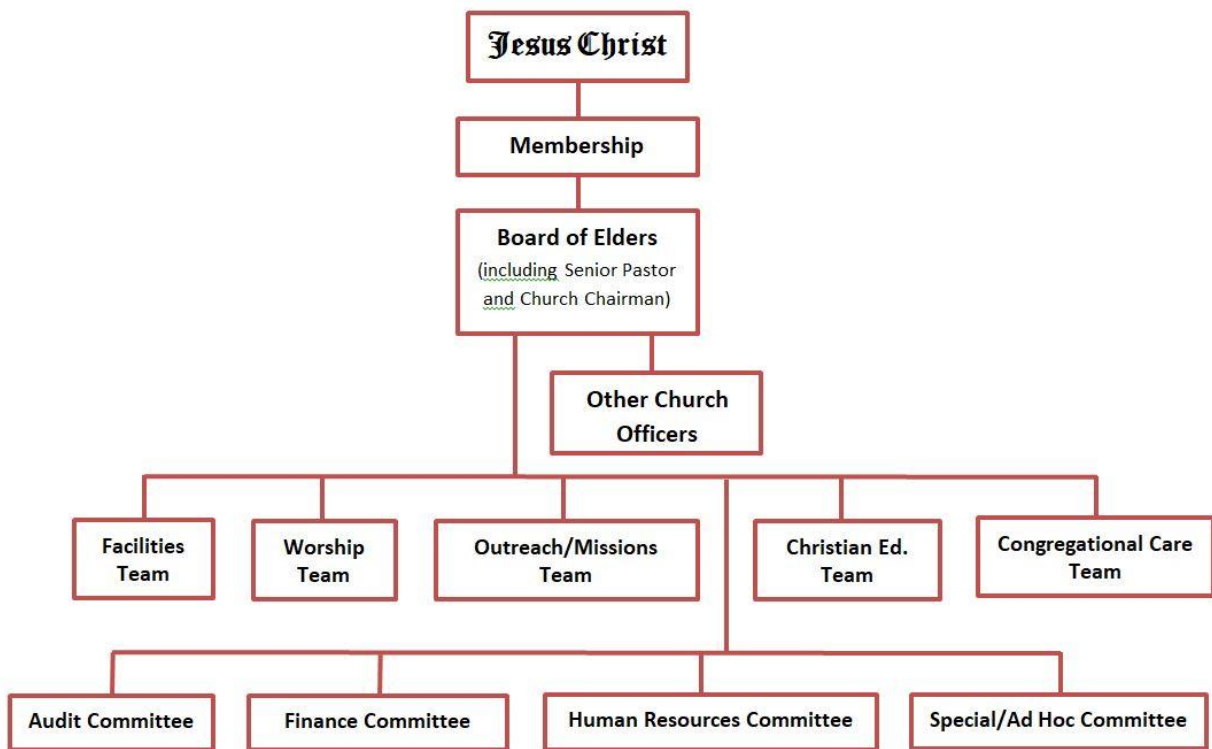 Jesus Christ
Membership
Board of Elders
(including Senior Pastor
and Church Chairman)
Other Church
Officers
Facilities
Team
Worship
Team
Outreach/Missions
Team
Christian Ed.
Team
Congregational Care
Team
Audit Committee
Finance Committee
Human Resources Committee
Special/Ad Hoc Committee